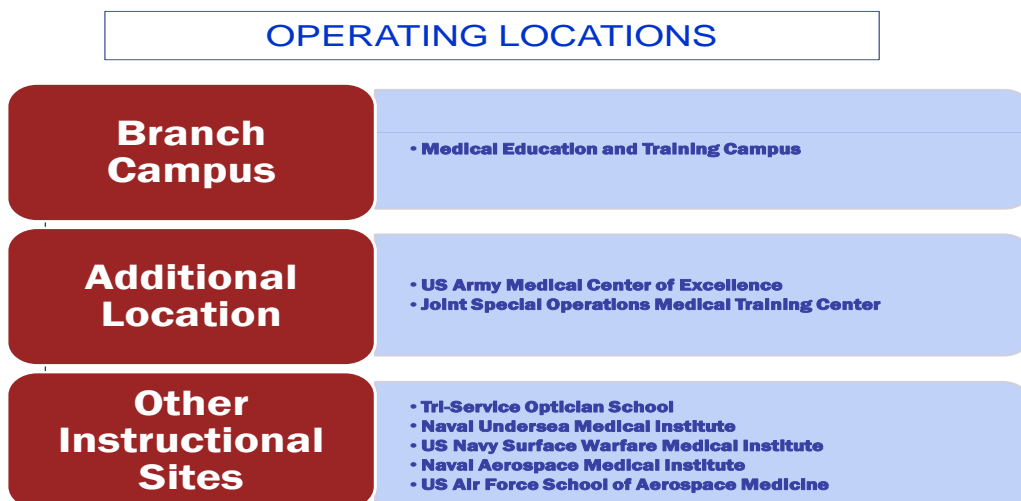 OPERATING LOCATIONS
Branch
Campus
• Medical Education and Training Campus
Additional
Location
• US Army Medical Center of Excellence
• Joint Special Operations Medical Training Center
Other
Instructional
Sites
• Tri-Service Optician School
• Naval Undersea Medical Institute
• US Navy Surface Warfare Medical Institute
• Naval Aerospace Medical Institute
• US Air Force School of Aerospace Medicine